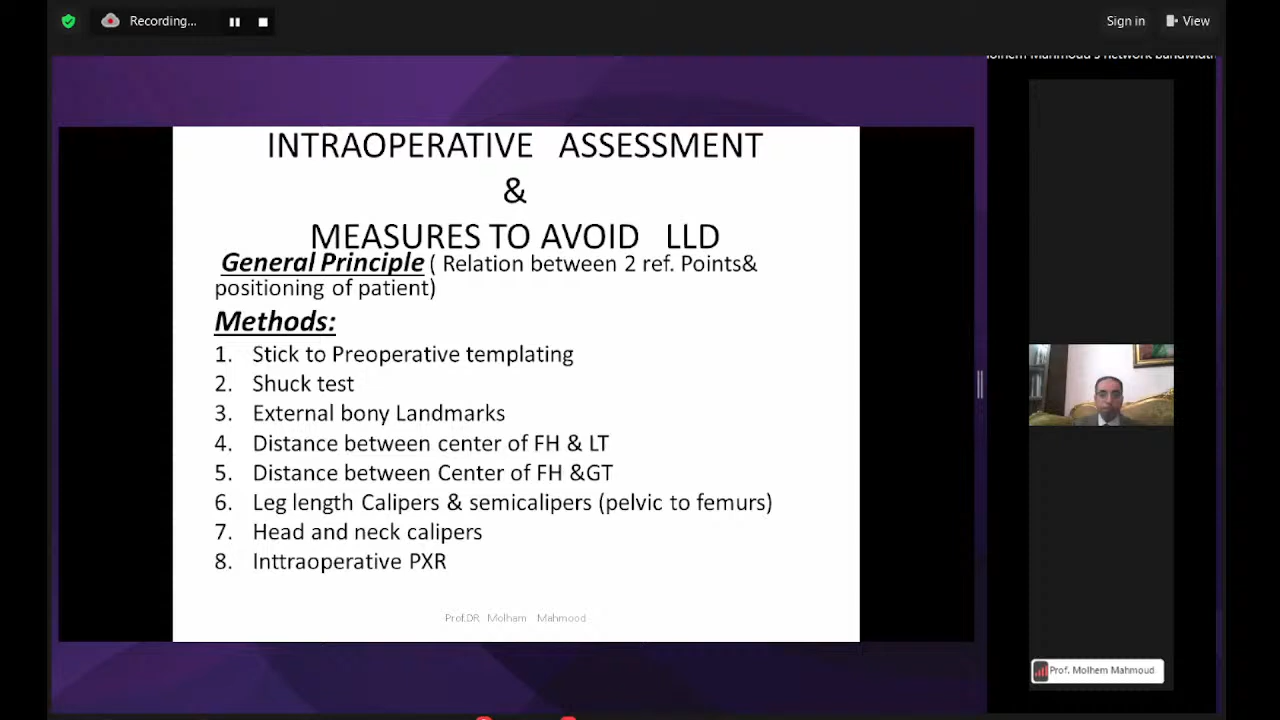 Recording...
Sign in
View
INTRAOPERATIVE ASSESSMENT
&
MEASURES TO AVOID LLD
General Principle ( Relation between 2 ref. Points&
positioning of patient)
Methods:
1. Stick to Preoperative templating
2. Shuck test
3. External bony Landmarks
4. Distance between center of FH & LT
5. Distance between Center of FH &GT
6. Leg length Calipers & semicalipers (pelvic to femurs)
7. Head and neck calipers
8. Inttraoperative PXR
Prof.DR Molham Mahmood
Mahmoud's network bandwidth
Prof. Molhem Mahmoud